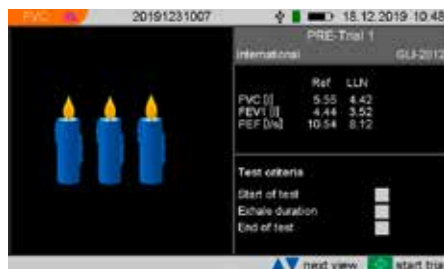 FVC 20191231007 18.12.2019 10:48
PRE-Trial 1
International GLI-2012
Ref LLN
FVC [l] 5.55 4.42
FEV1 [l] 4.44 3.52
PEF [l/s] 10.54 8.12
Test criteria
Start of test
Exhale duration
End of test
next view start trial